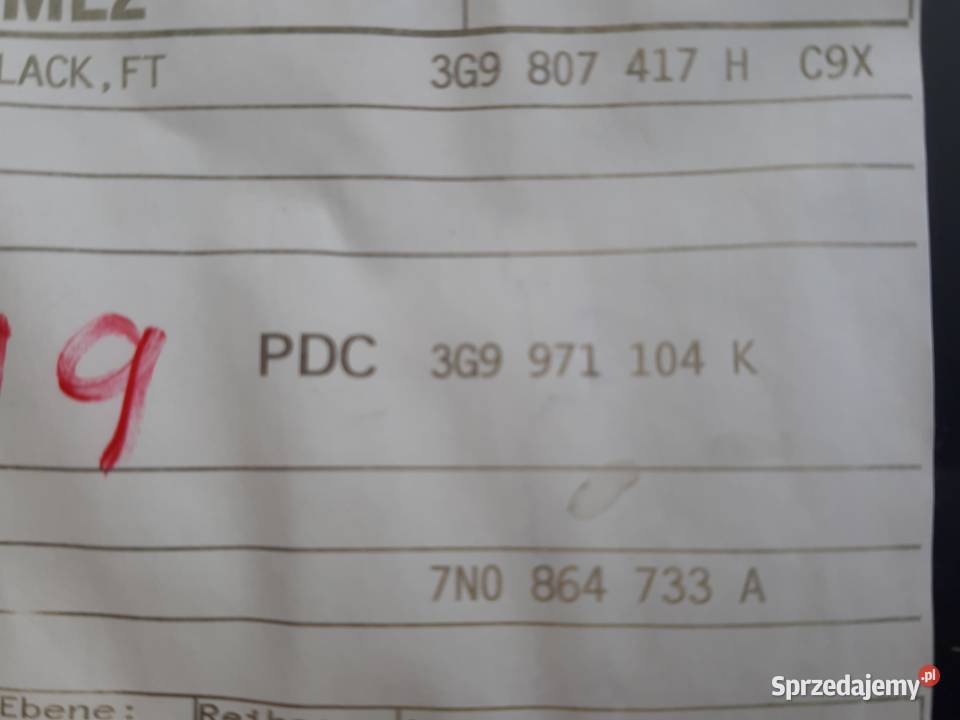 LACK,FT 3G9 807 417 H C9X
9 PDC 3G9 971 104 K
7N0 864 733 A
Ebene:
Sprzedajemy.pl